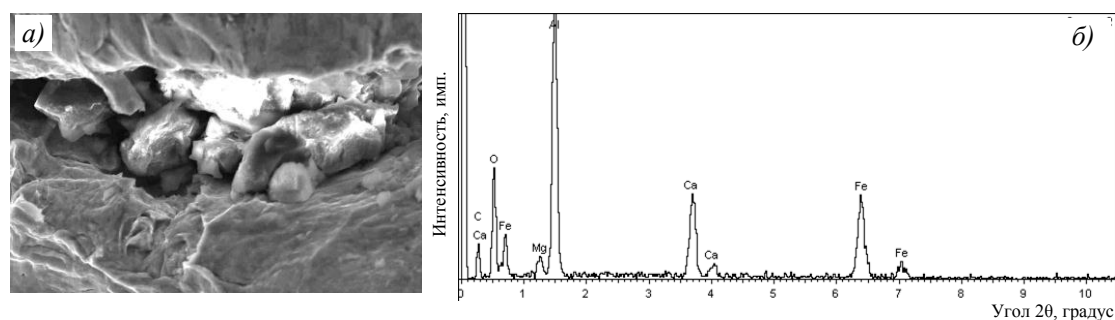 а)
б)
Интенсивность, имп.
Al
O
Ca
Fe
C
Ca
Fe
Mg
Ca
Fe
0 1 2 3 4 5 6 7 8 9 10
Угол 2θ, градус